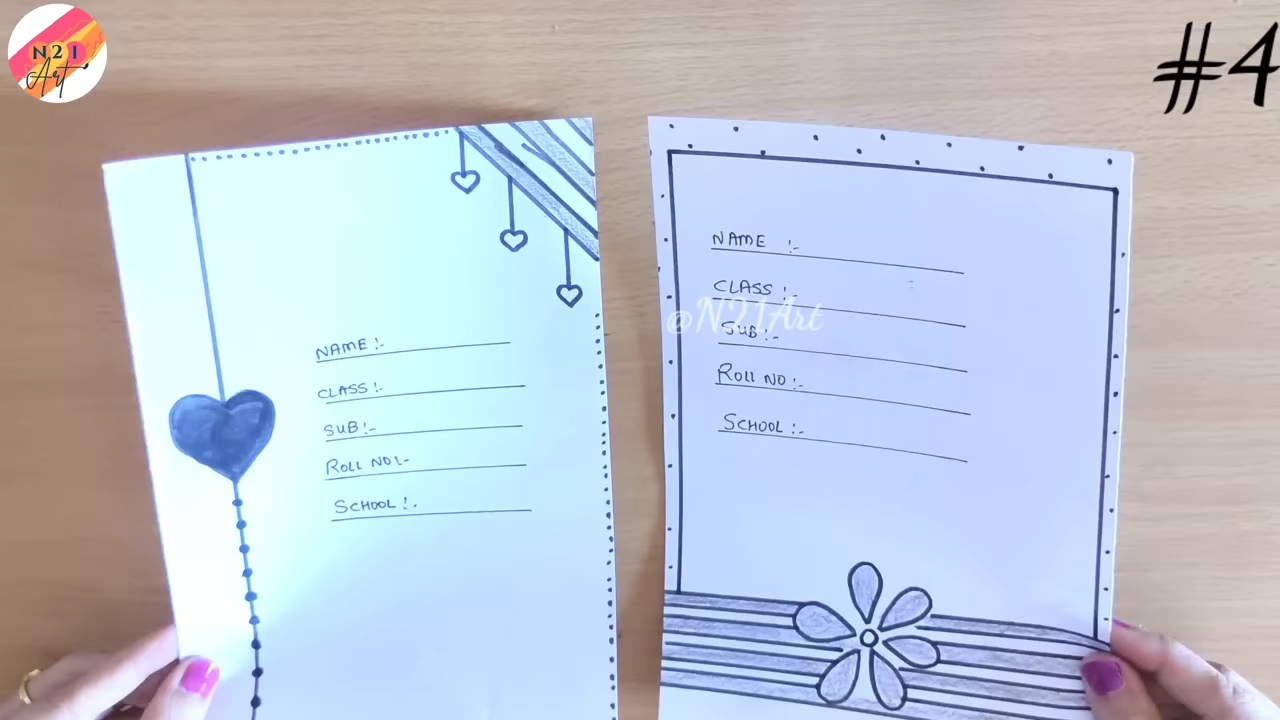 N21
Art
#4
NAME :-
CLASS :-
SUB :-
ROLL NO :-
SCHOOL :-
NAME :-
CLASS :-
SUB :-
ROLL NO :-
SCHOOL :-
@N21Art